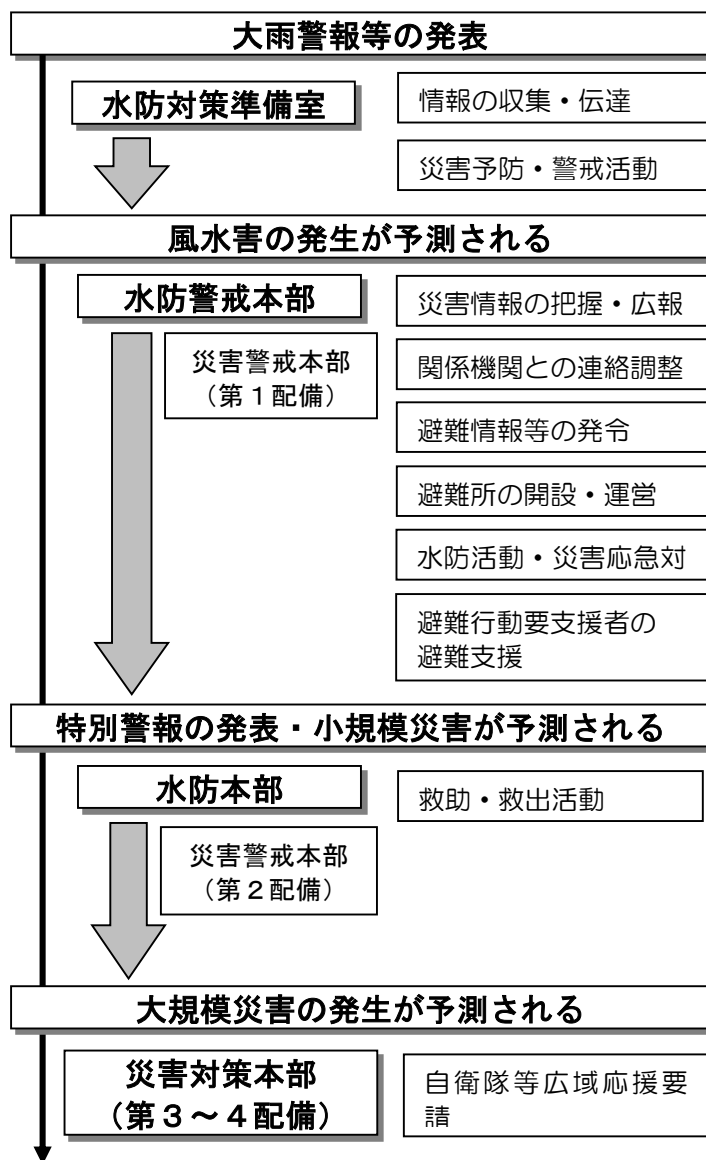 大雨警報等の発表
水防対策準備室
情報の収集・伝達
災害予防・警戒活動
風水害の発生が予測される
水防警戒本部
災害情報の把握・広報
災害警戒本部
（第１配備）
関係機関との連絡調整
避難情報等の発令
避難所の開設・運営
水防活動・災害応急対
避難行動要支援者の
避難支援
特別警報の発表・小規模災害が予測される
水防本部
救助・救出活動
災害警戒本部
（第２配備）
大規模災害の発生が予測される
災害対策本部
（第３～４配備）
自衛隊等広域応援要
請